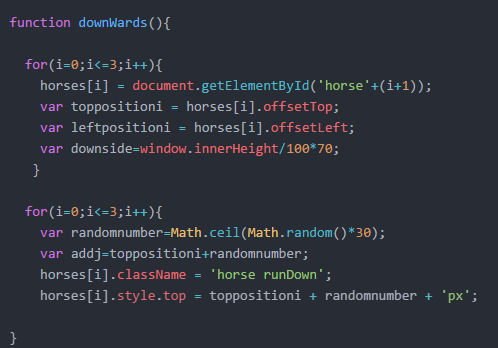 function downWards(){
for(i=0;i<=3;i++){
horses[i] = document.getElementById('horse'+(i+1));
var toppositioni = horses[i].offsetTop;
var leftpositioni = horses[i].offsetLeft;
var downside=window.innerHeight/100*70;
}
for(i=0;i<=3;i++){
var randomnumber=Math.ceil(Math.random()*30);
var addj=toppositioni+randomnumber;
horses[i].className = 'horse runDown';
horses[i].style.top = toppositioni + randomnumber + 'px';
}